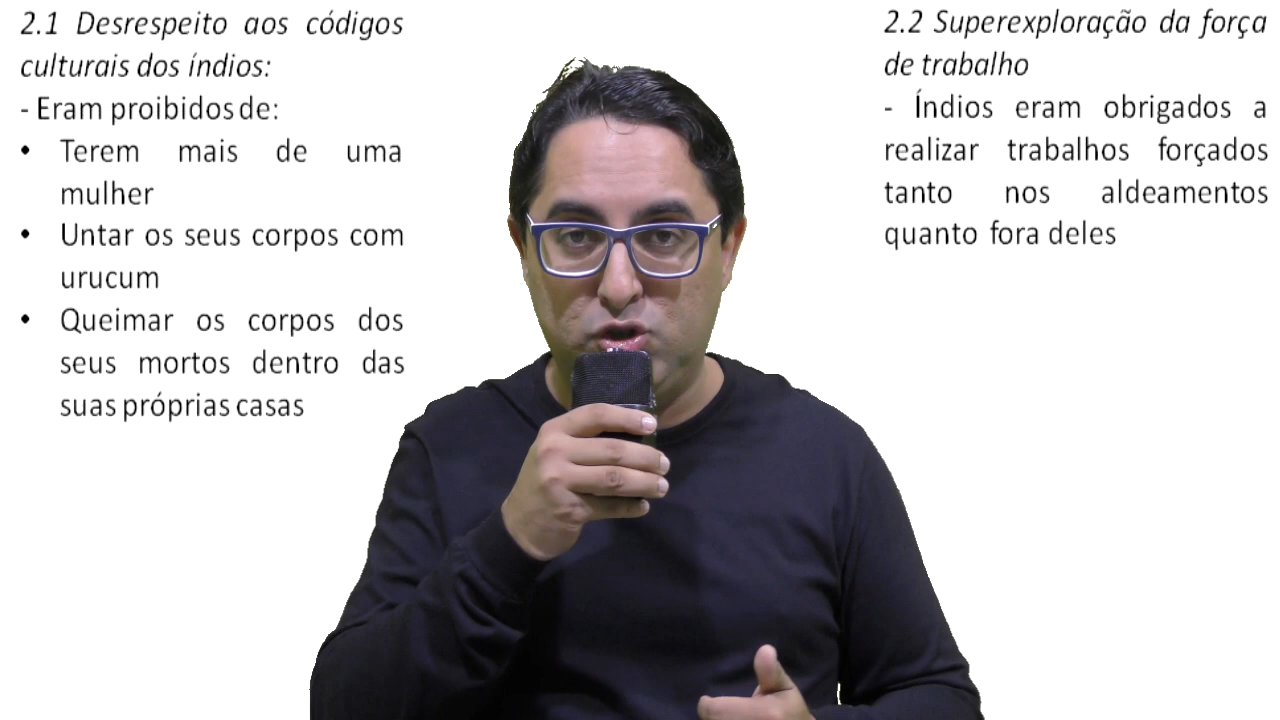 2.1 Desrespeito aos códigos
culturais dos índios:
- Eram proibidos de:
• Terem mais de uma
mulher
• Untar os seus corpos com
urucum
• Queimar os corpos dos
seus mortos dentro das
suas próprias casas
2.2 Superexploração da força
de trabalho
- Índios eram obrigados a
realizar trabalhos forçados
tanto nos aldeamentos
quanto fora deles